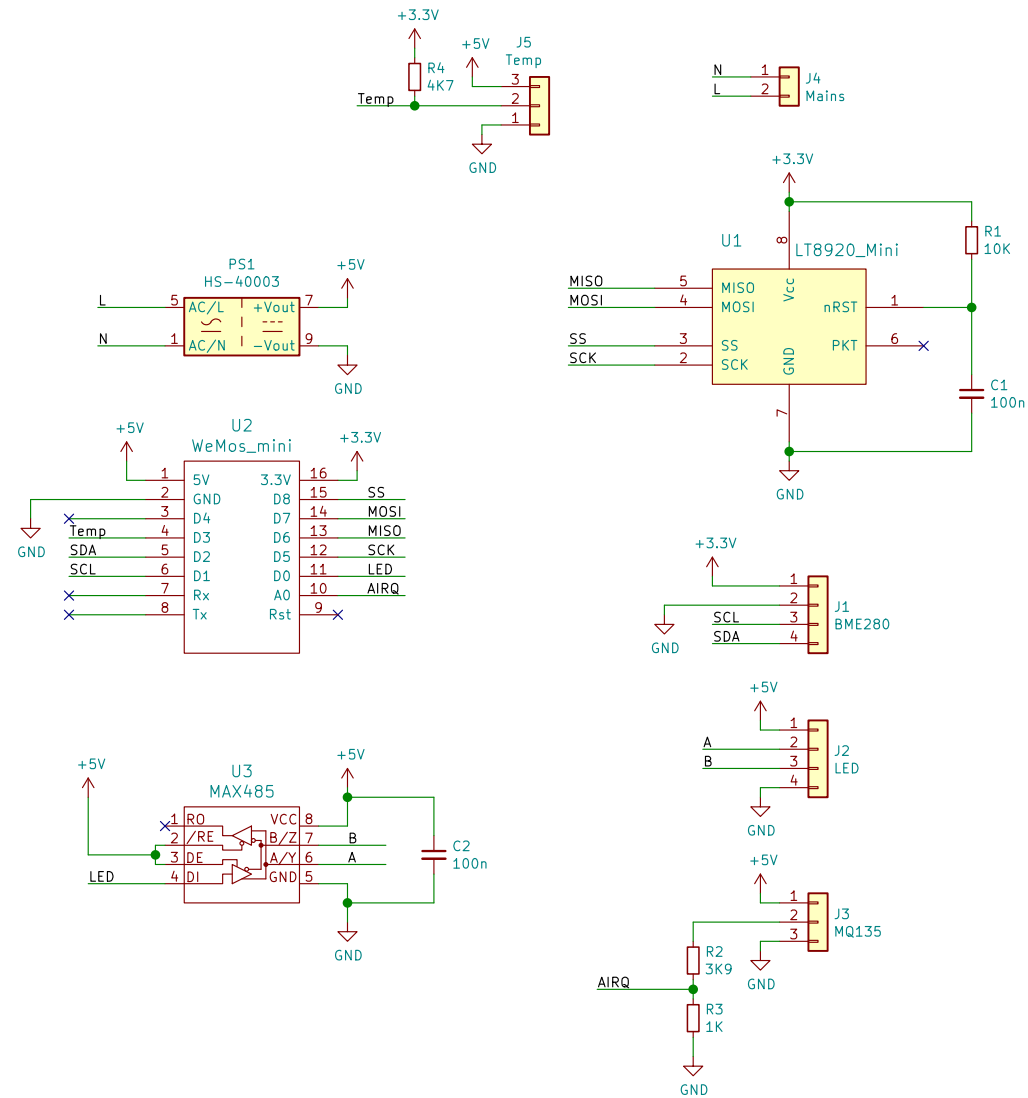 +3.3V
+5V
J5
Temp
R4
4K7
Temp
3
2
1
GND
N
L
1
2
J4
Mains
+3.3V
U1
8
LT8920_Mini
R1
10K
MISO
MOSI
SS
SCK
5
4
3
2
MISO
MOSI
SS
SCK
Vcc
GND
nRST
PKT
1
6
7
C1
100n
GND
PS1
HS-40003
+5V
L
5
AC/L
+Vout
7
N
1
AC/N
-Vout
9
GND
U2
WeMos_mini
+5V
+3.3V
1
5V
3.3V
16
2
GND
D8
15
SS
3
D4
D7
14
MOSI
Temp
4
D3
D6
13
MISO
SDA
5
D2
D5
12
SCK
SCL
6
D1
D0
11
LED
7
Rx
A0
10
AIRQ
8
Tx
Rst
9
GND
+3.3V
1
2
SCL
3
SDA
4
J1
BME280
GND
+5V
1
A
2
B
3
4
J2
LED
GND
+5V
U3
MAX485
+5V
1
RO
VCC
8
2
/RE
B/Z
7
B
3
DE
A/Y
6
A
LED
4
DI
GND
5
C2
100n
GND
+5V
1
2
3
J3
MQ135
GND
R2
3K9
AIRQ
R3
1K
GND